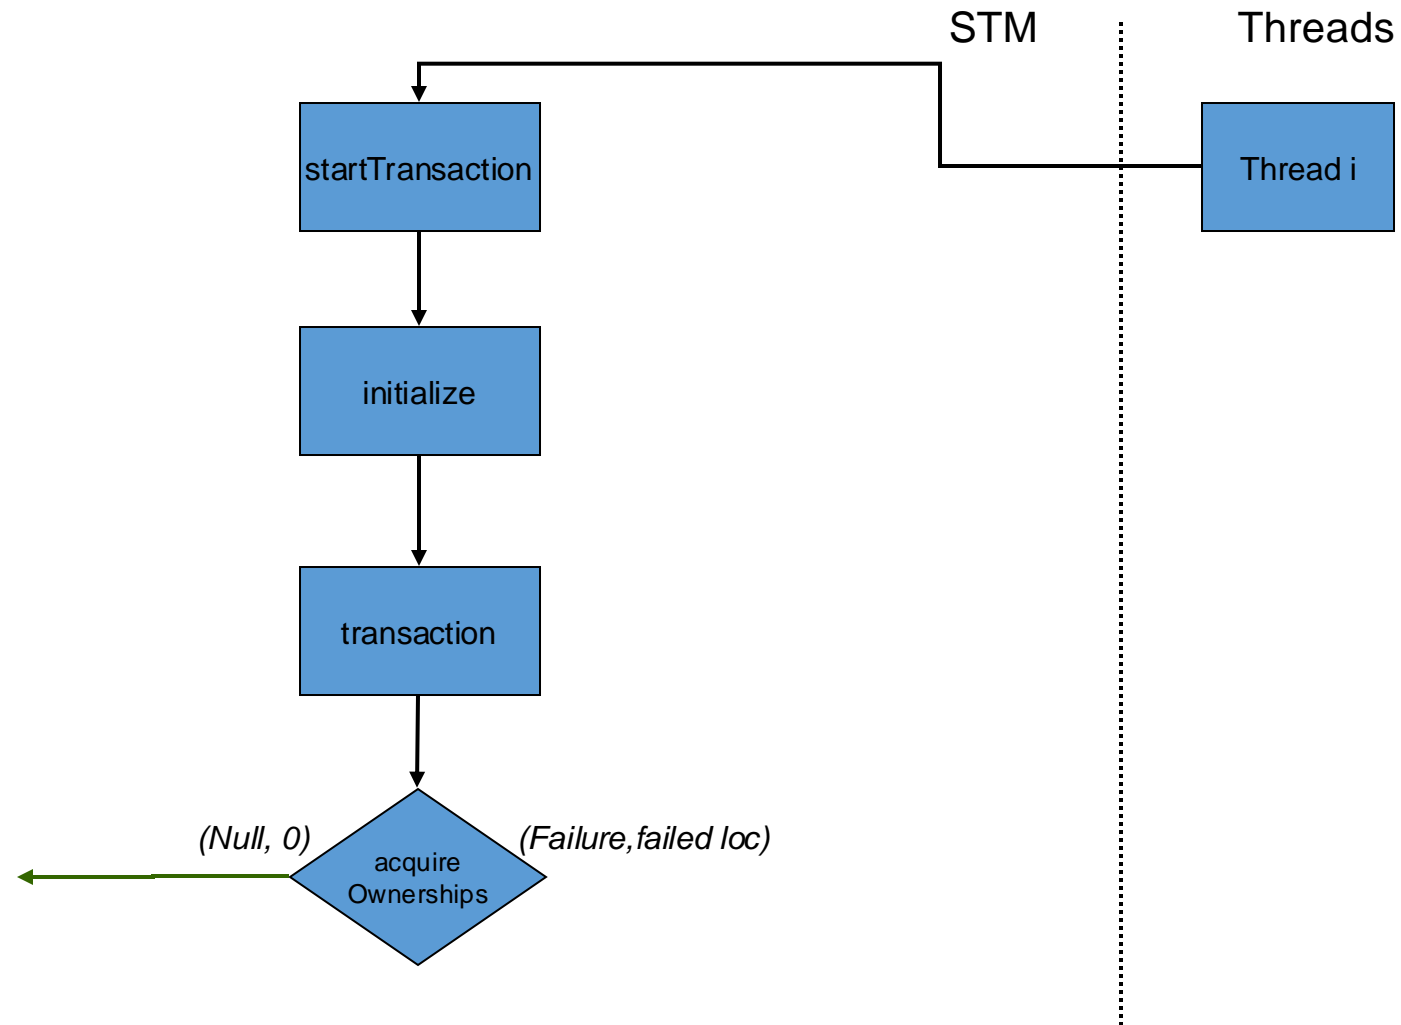 STM
Threads
startTransaction
Thread i
initialize
transaction
(Null, 0)
(Failure,failed loc)
acquire
Ownerships